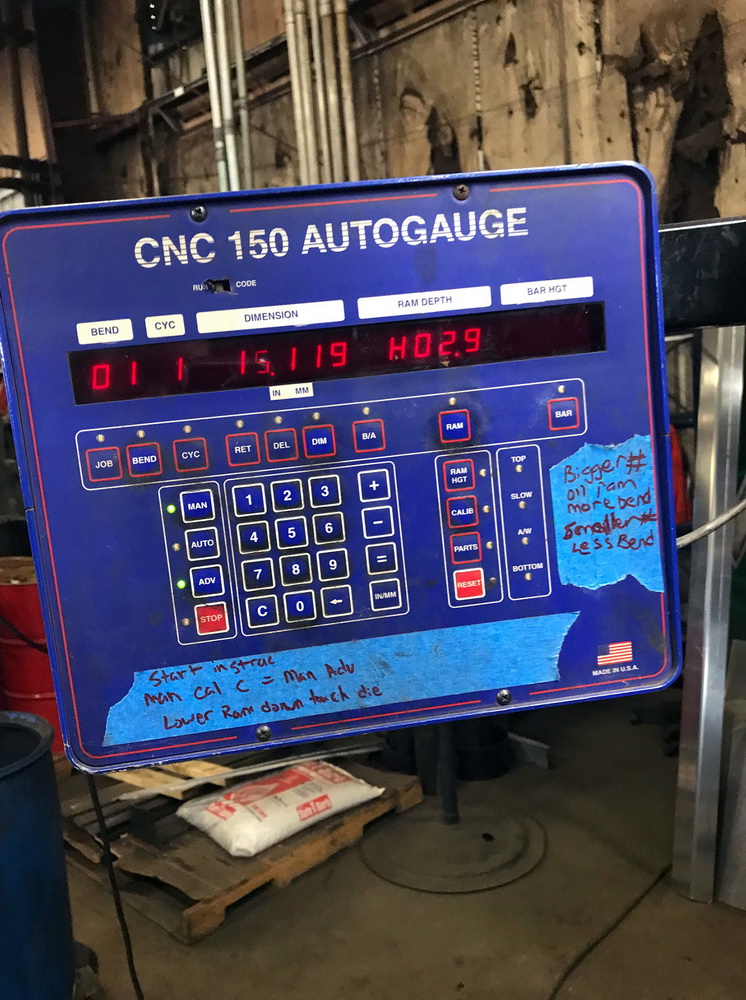 CNC 150 AUTOGAUGE
RU CODE
BEND CYC DIMENSION RAM DEPTH BAR HGT
01 1 15.119 H02.9
IN MM
JOB BEND CYC RET DEL DIM B/A RAM BAR
MAN 1 2 3 +
AUTO 4 5 6 -
ADV 7 8 9 =
STOP C 0 ← IN/MM
RAM HGT
CALIB
PARTS
RESET
TOP
SLOW
A/W
BOTTOM
Bigger #
on ram
more bend
Smaller #
Less Bend
Start instruc
man cal C = Man Adv
Lower Ram down touch die
MADE IN U.S.A.